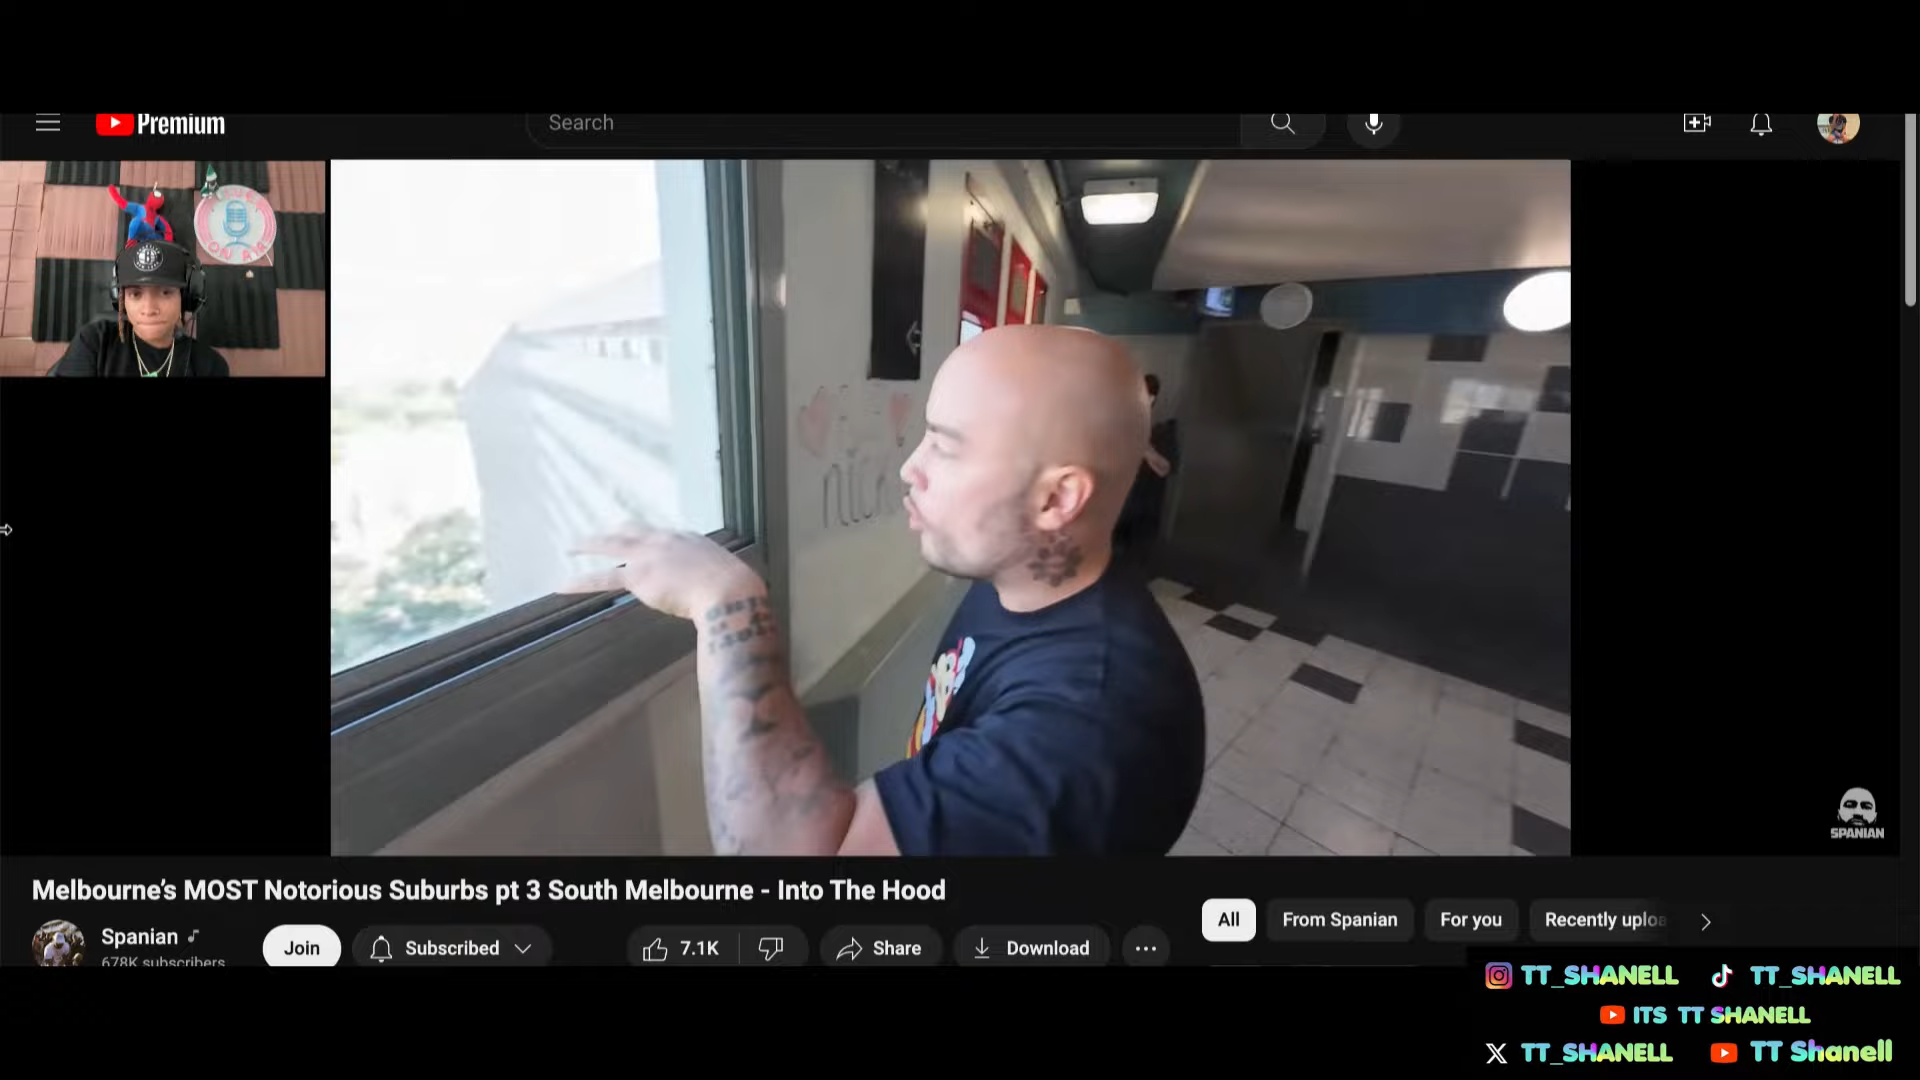 Premium
Search
SPANIAN
Melbourne's MOST Notorious Suburbs pt 3 South Melbourne - Into The Hood
Spanian
678K subscribers
Join
Subscribed
7.1K
Share
Download
All
From Spanian
For you
Recently uploa
TT_SHANELL
TT_SHANELL
ITS TT SHANELL
TT_SHANELL
TT Shanell